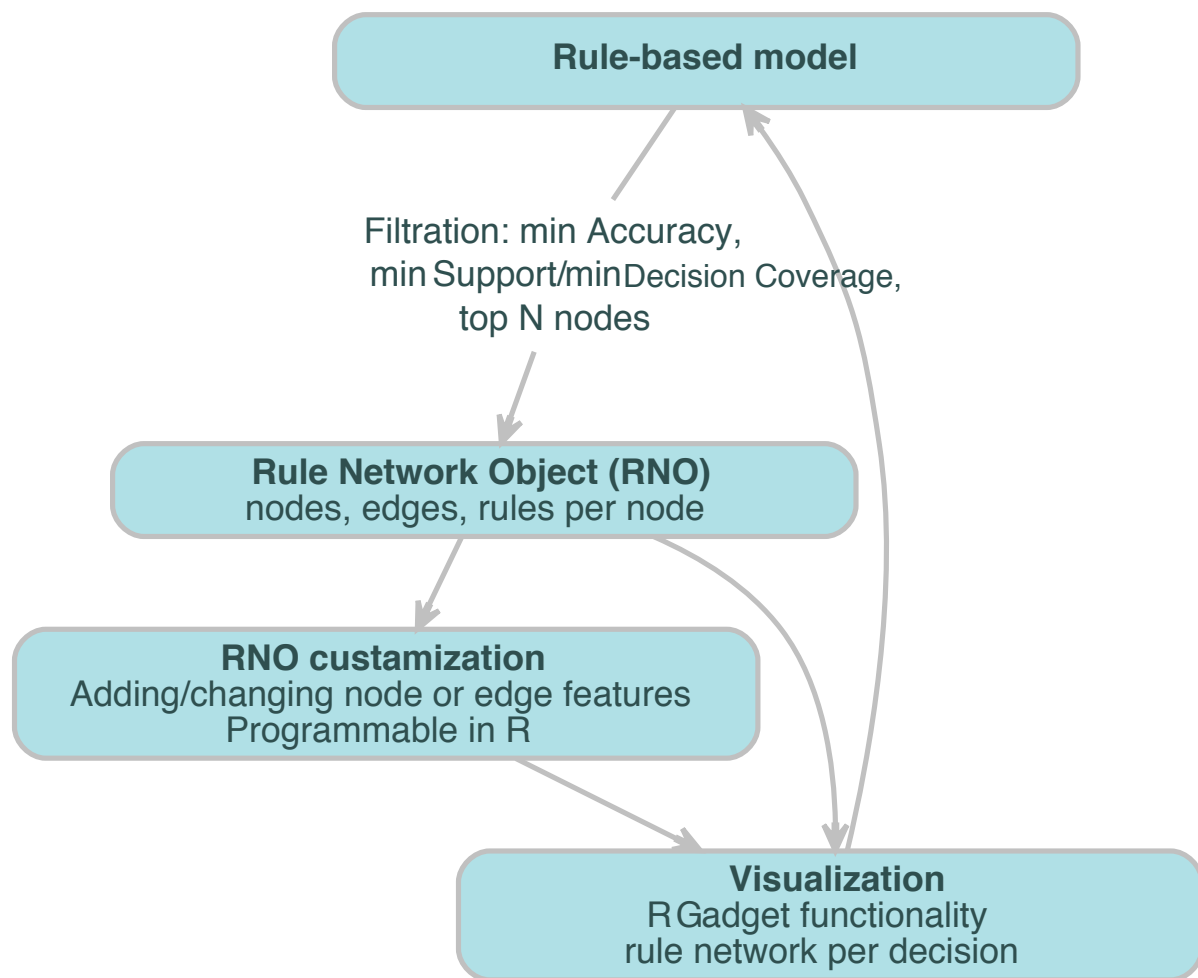 Rule-based model
Filtration: min Accuracy,
min Support/min Decision Coverage,
top N nodes
Rule Network Object (RNO)
nodes, edges, rules per node
RNO custamization
Adding/changing node or edge features
Programmable in R
Visualization
R Gadget functionality
rule network per decision